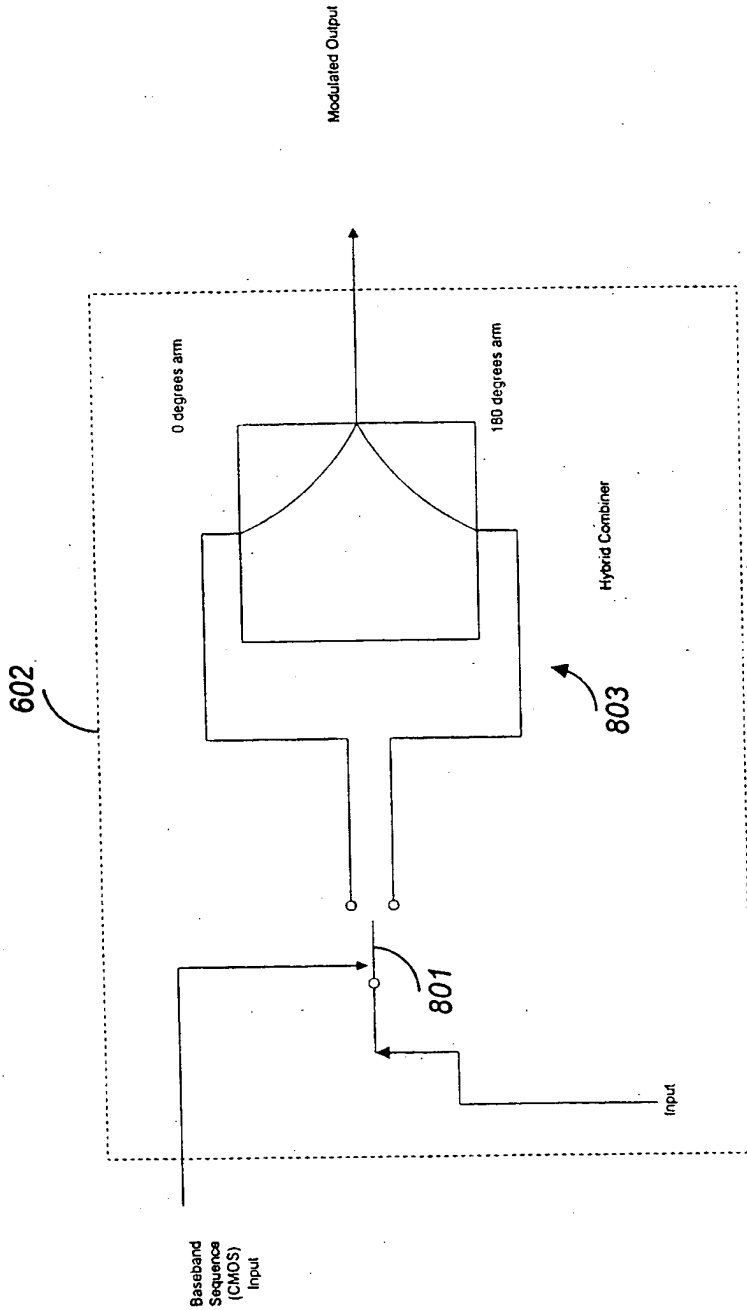 602
Baseband
Sequence
(CMOS)
Input
Input
801
803
Hybrid Combiner
0 degrees arm
180 degrees arm
Modulated Output